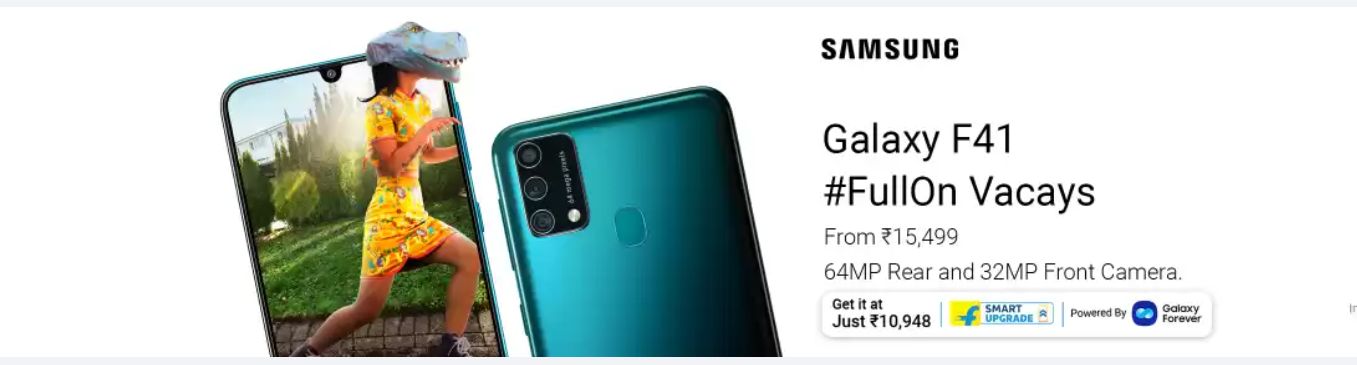 SAMSUNG
Galaxy F41
#FullOn Vacays
From ₹15,499
64MP Rear and 32MP Front Camera.
Get it at
Just ₹10,948
SMART
UPGRADE
Powered By
Galaxy
Forever
64 mega pixels